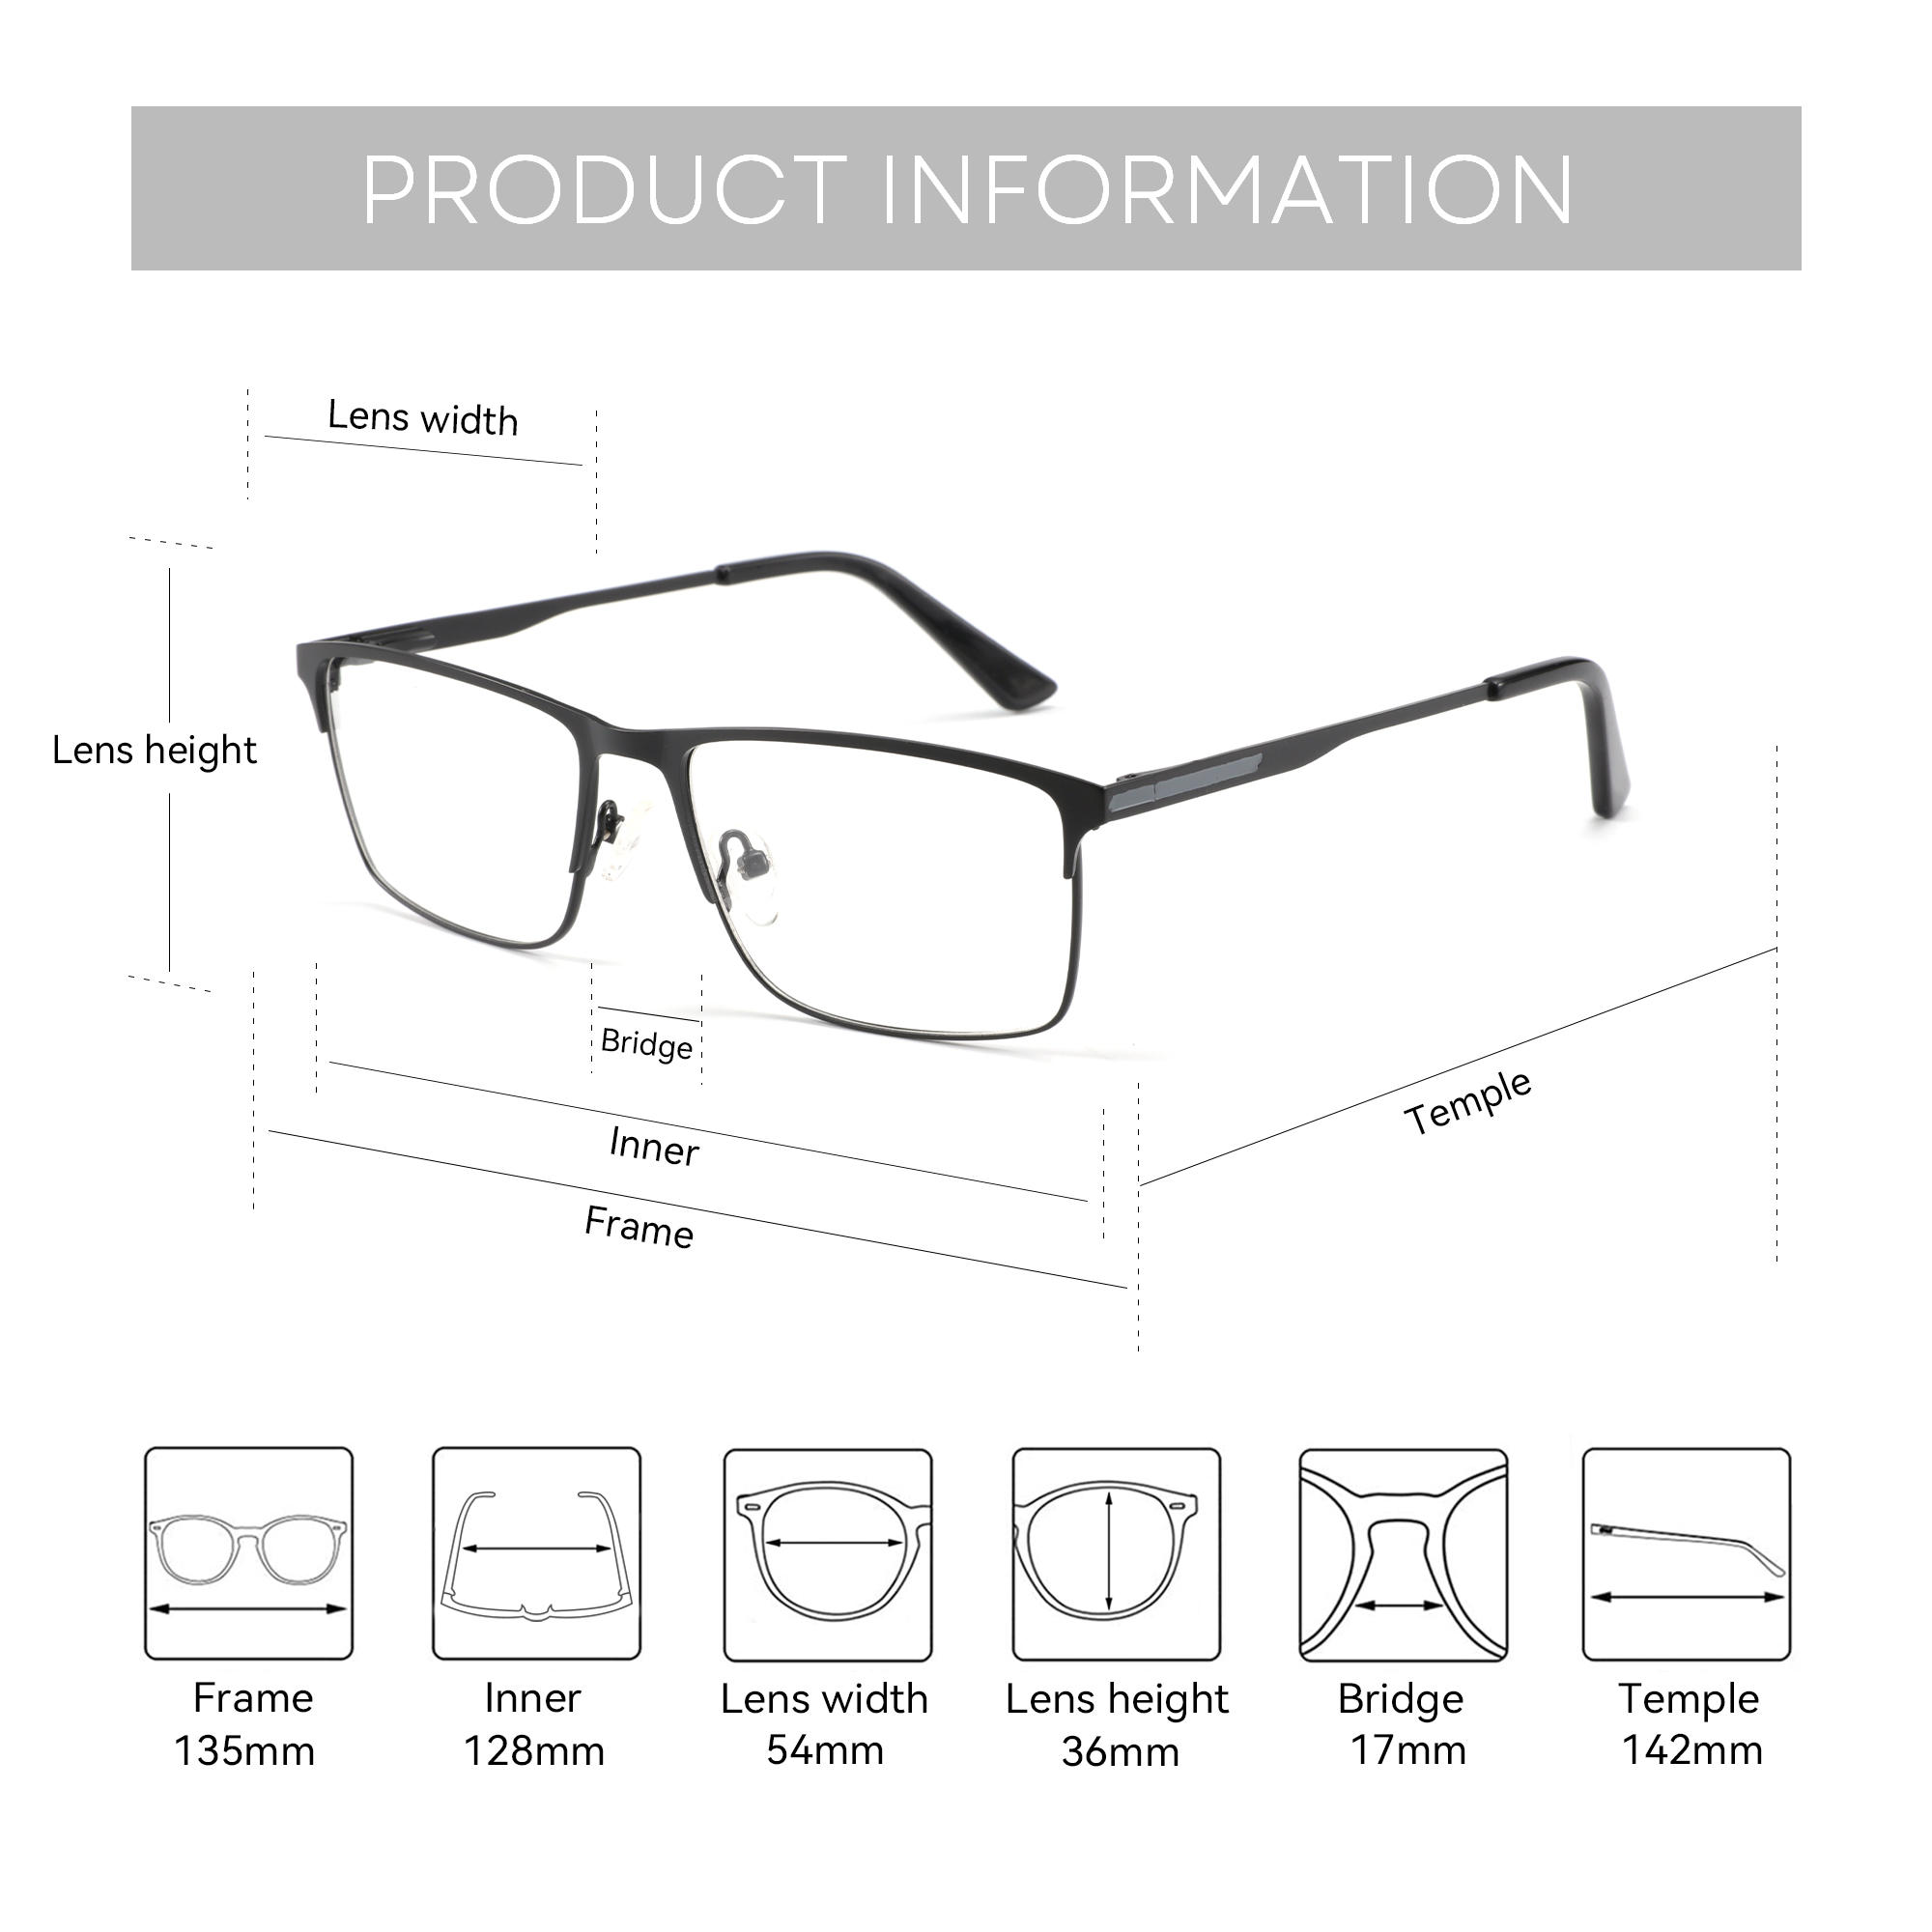 PRODUCT INFORMATION
Lens width
Lens height
Bridge
Inner
Frame
Temple
Frame
135mm
Inner
128mm
Lens width
54mm
Lens height
36mm
Bridge
17mm
Temple
142mm